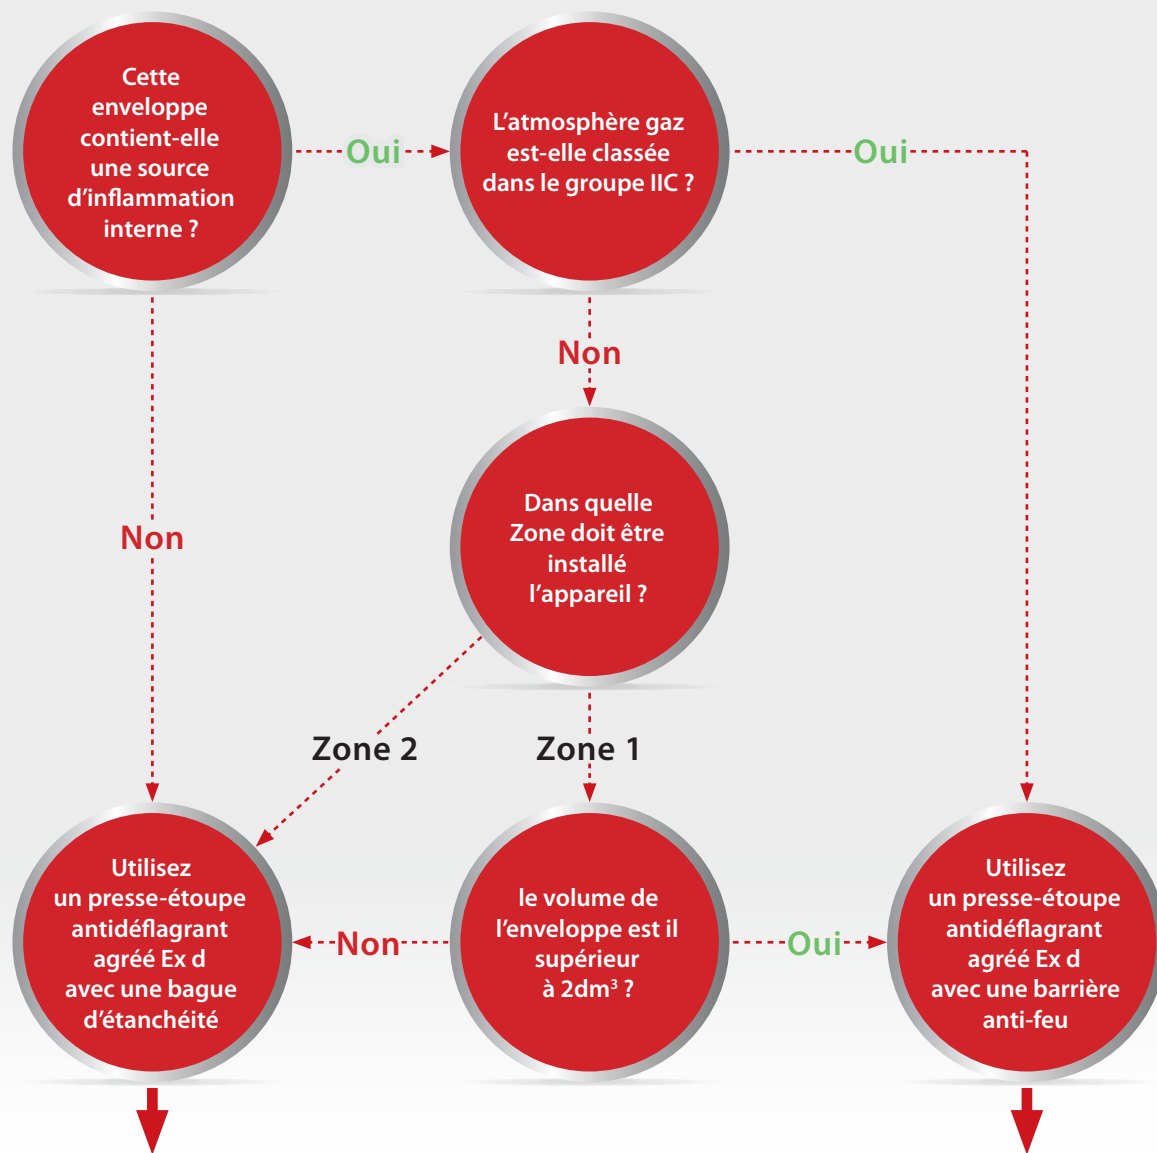 Cette
enveloppe
contient-elle
une source
d'inflammation
interne ?
Oui
L'atmosphère gaz
est-elle classée
dans le groupe IIC ?
Oui
Non
Non
Dans quelle
Zone doit être
installé
l'appareil ?
Zone 2
Zone 1
Utilisez
un presse-étoupe
antidéflagrant
agréé Ex d
avec une bague
d'étanchéité
Non
le volume de
l'enveloppe est il
supérieur
à 2dm³ ?
Oui
Utilisez
un presse-étoupe
antidéflagrant
agréé Ex d
avec une barrière
anti-feu